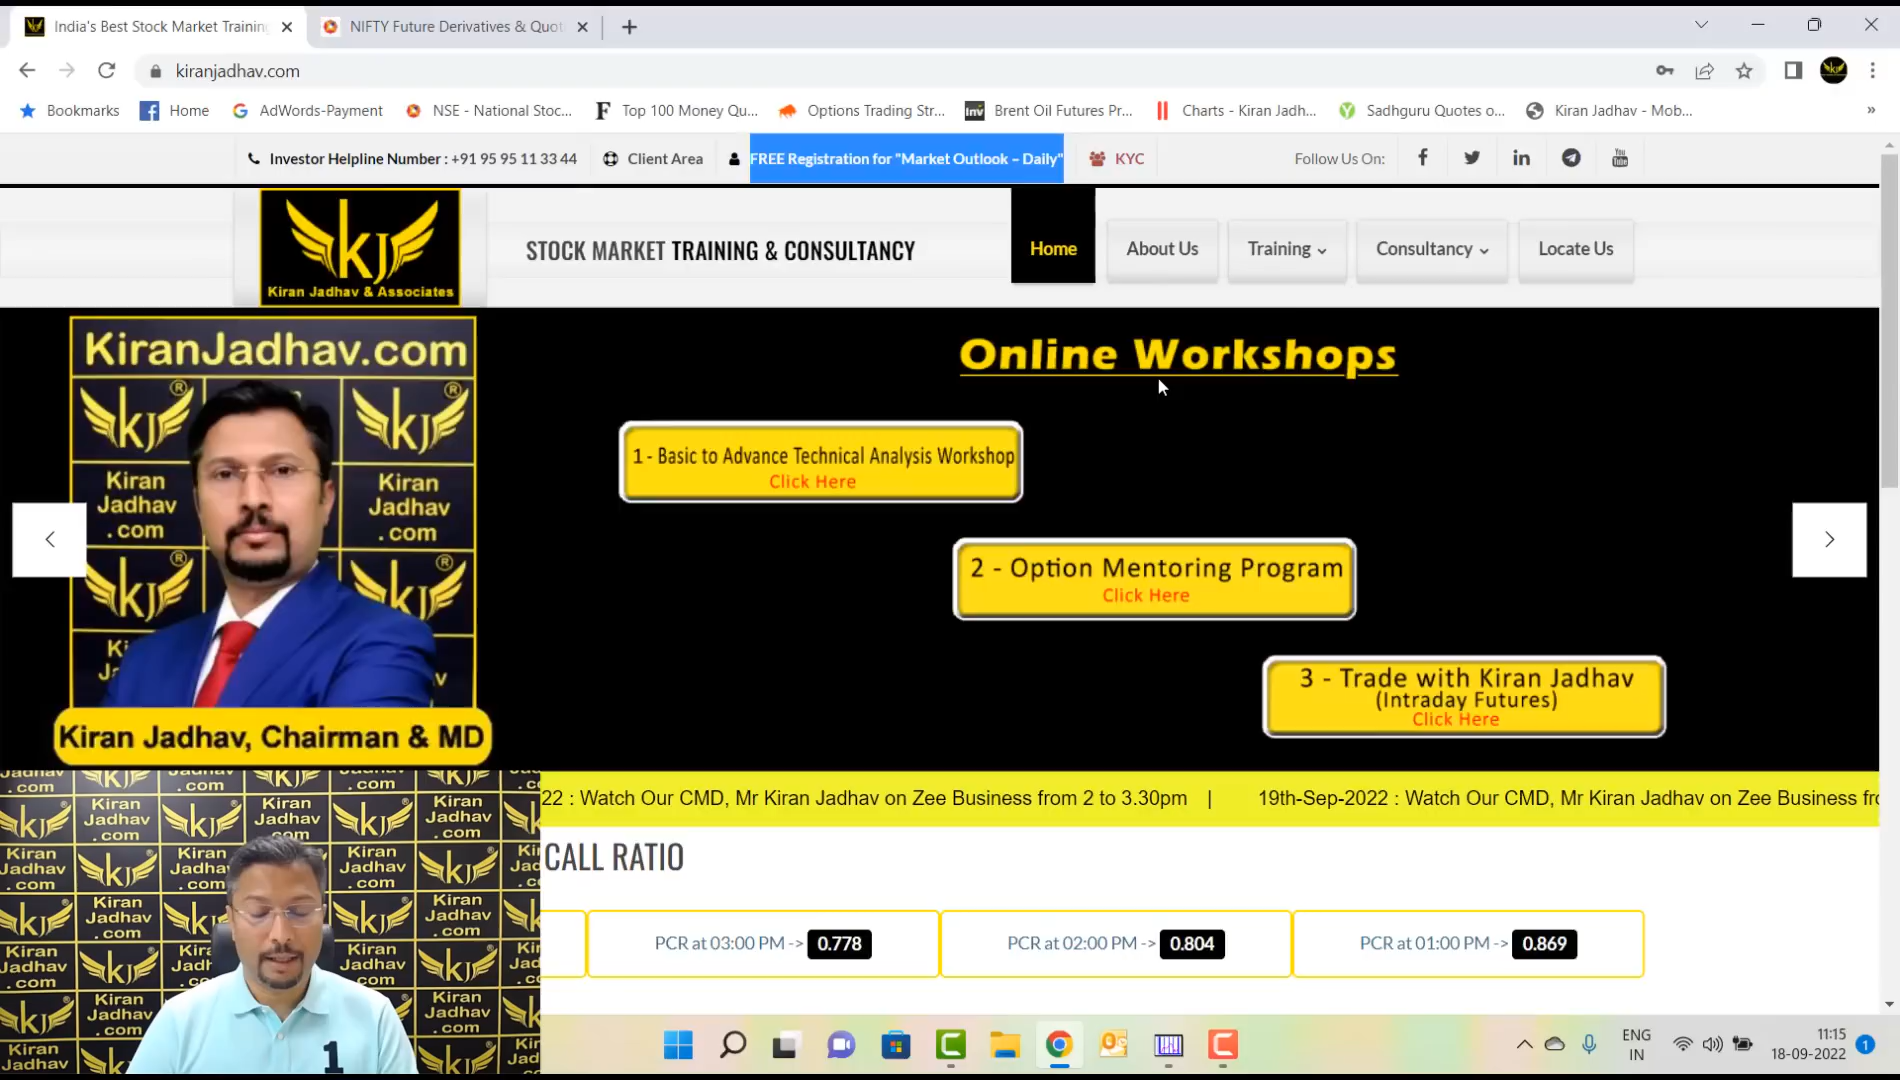 India's Best Stock Market Training
NIFTY Future Derivatives & Quot
kiranjadhav.com
Bookmarks
Home
AdWords-Payment
NSE - National Stoc...
Top 100 Money Qu...
Options Trading Str...
Brent Oil Futures Pr...
Charts - Kiran Jadh...
Sadhguru Quotes o...
Kiran Jadhav - Mob...
Investor Helpline Number : +91 95 95 11 33 44
Client Area
FREE Registration for "Market Outlook – Daily"
KYC
Follow Us On:
KJ
Kiran Jadhav & Associates
STOCK MARKET TRAINING & CONSULTANCY
Home
About Us
Training
Consultancy
Locate Us
KiranJadhav.com
Kiran
Jadhav
.com
Kiran
Jadhav
.com
Kiran Jadhav, Chairman & MD
Online Workshops
1 - Basic to Advance Technical Analysis Workshop
Click Here
2 - Option Mentoring Program
Click Here
3 - Trade with Kiran Jadhav
(Intraday Futures)
Click Here
22 : Watch Our CMD, Mr Kiran Jadhav on Zee Business from 2 to 3.30pm | 19th-Sep-2022 : Watch Our CMD, Mr Kiran Jadhav on Zee Business fr
CALL RATIO
PCR at 03:00 PM -> 0.778
PCR at 02:00 PM -> 0.804
PCR at 01:00 PM -> 0.869
Kiran
Jadhav
.com
1
ENG
IN
11:15
18-09-2022
1